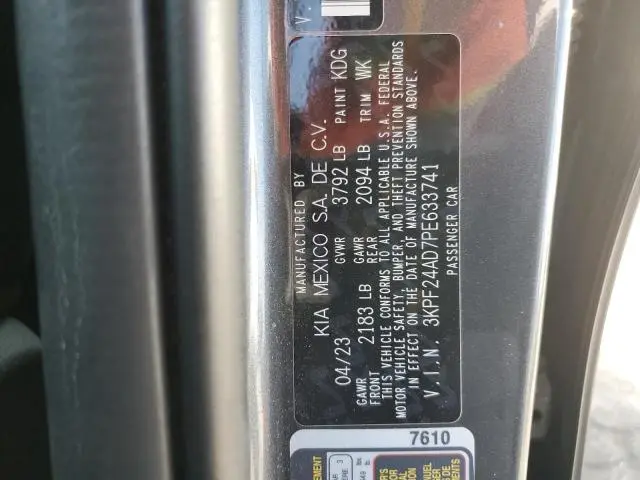 MANUFACTURED BY
KIA MEXICO S.A. DE C.V.
04/23 GVWR 3792 LB PAINT KDG
GAWR FRONT 2183 LB GAWR REAR 2094 LB TRIM WK
THIS VEHICLE CONFORMS TO ALL APPLICABLE U.S.A. FEDERAL
MOTOR VEHICLE SAFETY, BUMPER, AND THEFT PREVENTION STANDARDS
IN EFFECT ON THE DATE OF MANUFACTURE SHOWN ABOVE.
V.I.N. 3KPF24AD7PE633741
PASSENGER CAR
V
7610